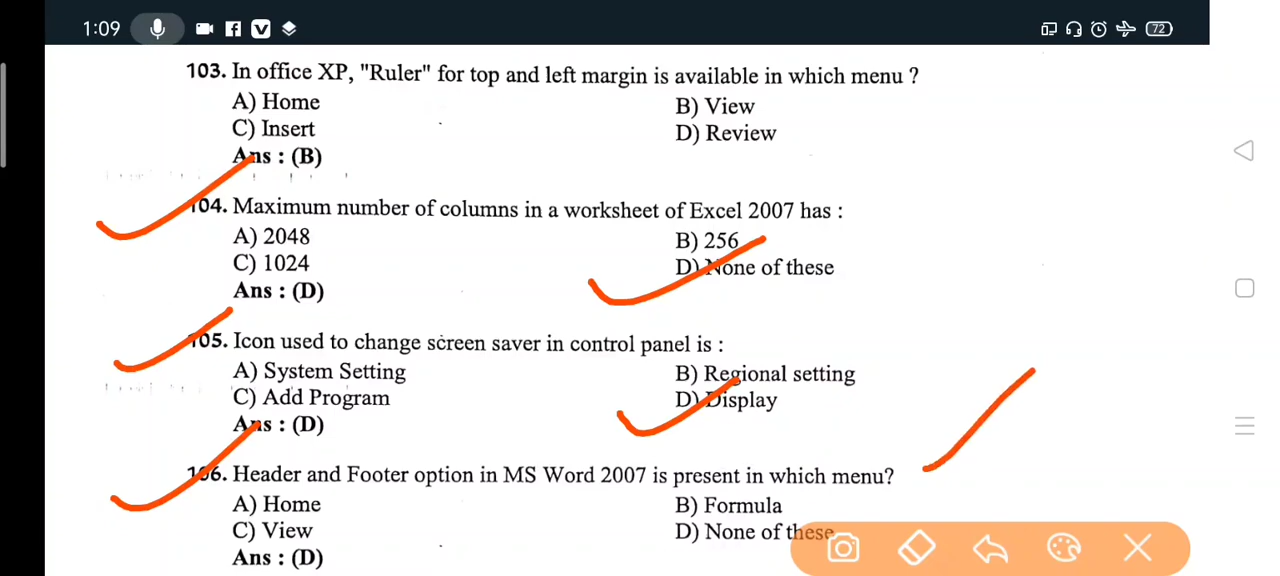 1:09
72
103. In office XP, "Ruler" for top and left margin is available in which menu ?
A) Home B) View
C) Insert D) Review
Ans : (B)
104. Maximum number of columns in a worksheet of Excel 2007 has :
A) 2048 B) 256
C) 1024 D) None of these
Ans : (D)
105. Icon used to change screen saver in control panel is :
A) System Setting B) Regional setting
C) Add Program D) Display
Ans : (D)
106. Header and Footer option in MS Word 2007 is present in which menu?
A) Home B) Formula
C) View D) None of these
Ans : (D)